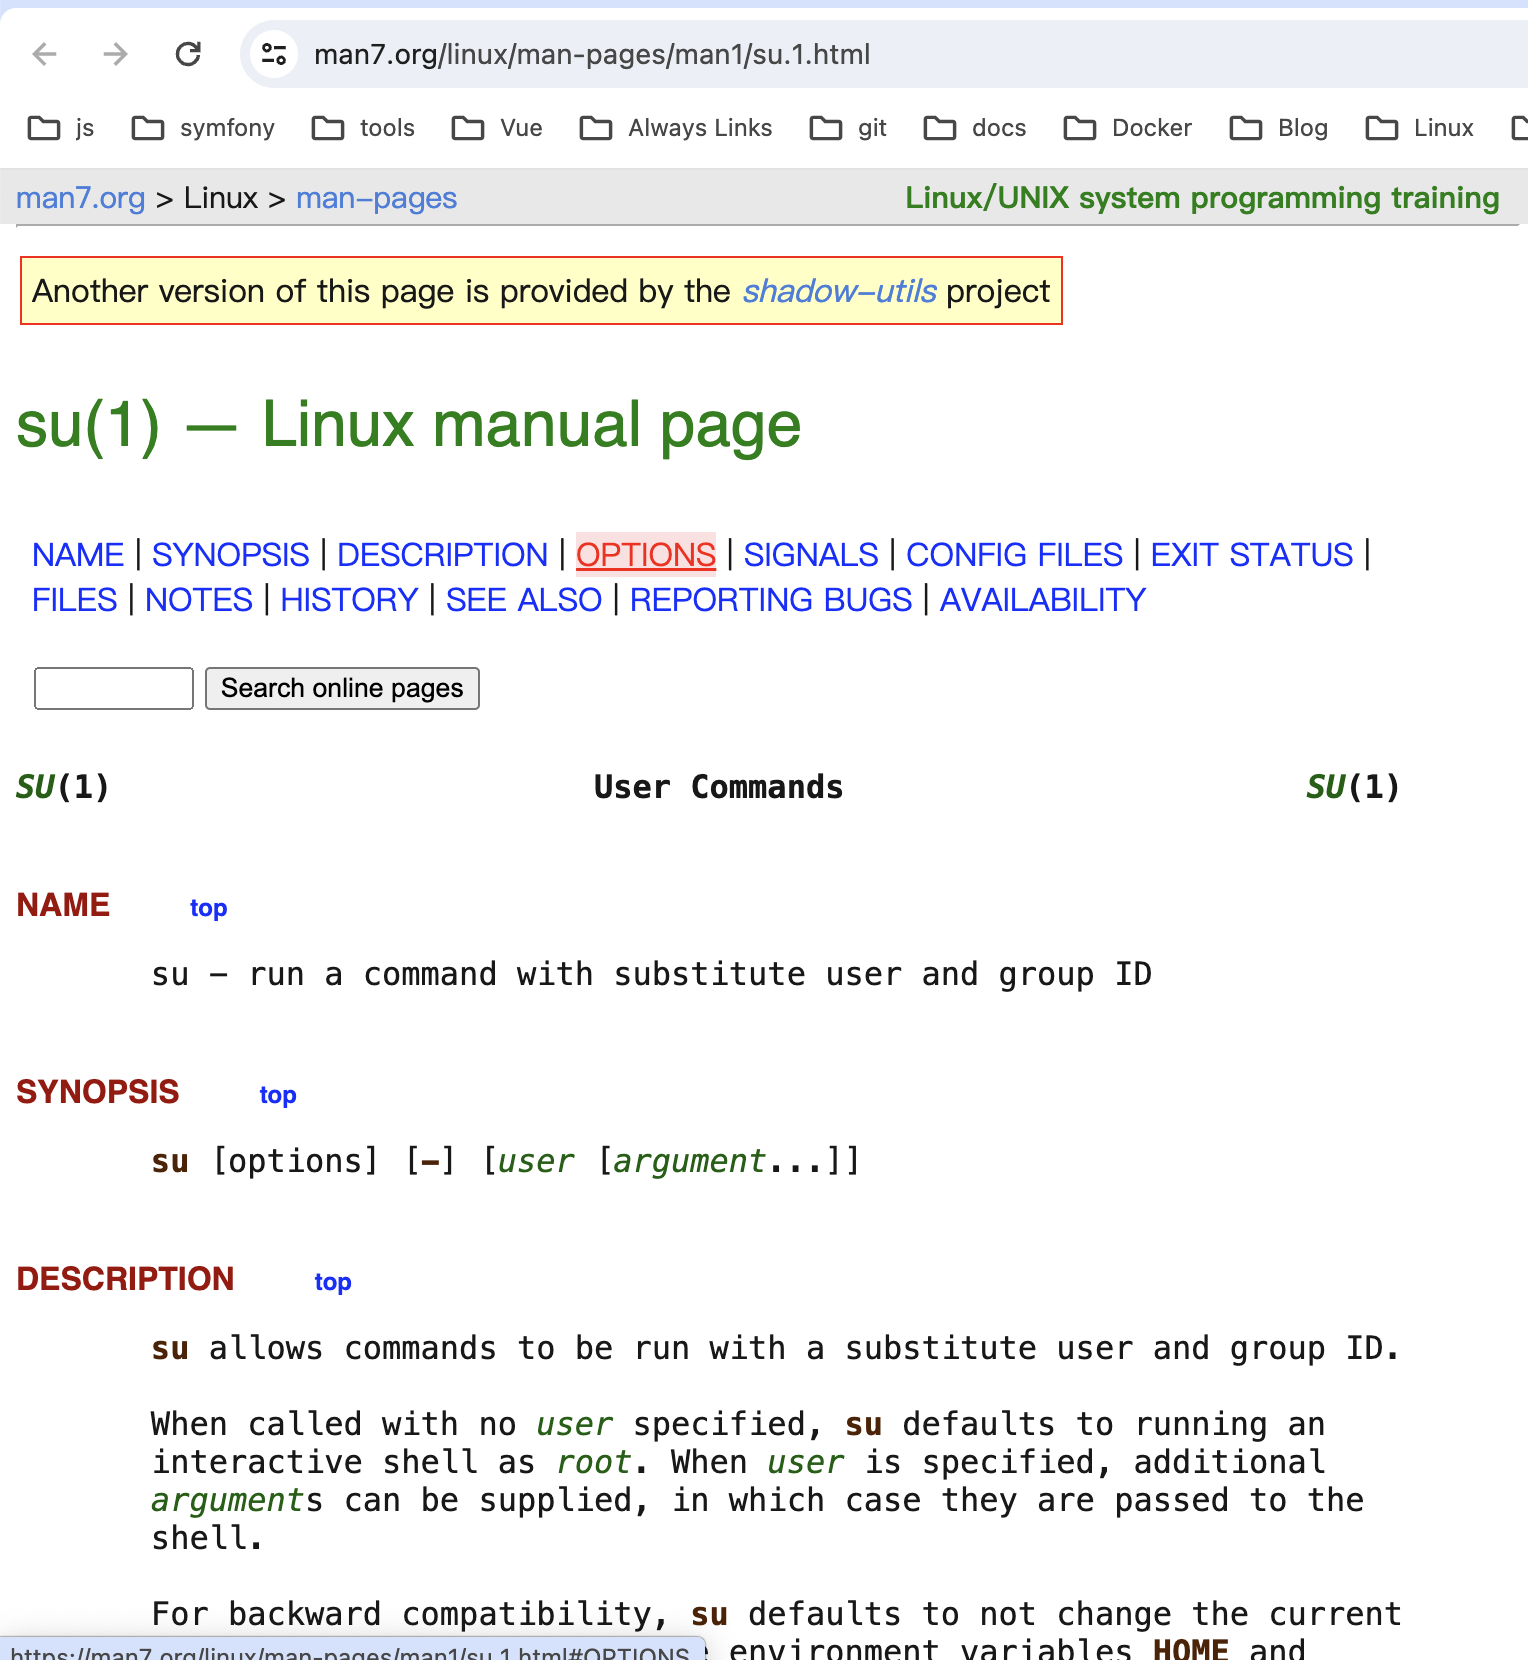 man7.org/linux/man-pages/man1/su.1.html
js symfony tools Vue Always Links git docs Docker Blog Linux
man7.org > Linux > man-pages Linux/UNIX system programming training
Another version of this page is provided by the shadow-utils project
su(1) — Linux manual page
NAME | SYNOPSIS | DESCRIPTION | OPTIONS | SIGNALS | CONFIG FILES | EXIT STATUS |
FILES | NOTES | HISTORY | SEE ALSO | REPORTING BUGS | AVAILABILITY
Search online pages
SU(1) User Commands SU(1)
NAME top
su - run a command with substitute user and group ID
SYNOPSIS top
su [options] [-] [user [argument...]]
DESCRIPTION top
su allows commands to be run with a substitute user and group ID.
When called with no user specified, su defaults to running an
interactive shell as root. When user is specified, additional
arguments can be supplied, in which case they are passed to the
shell.
For backward compatibility, su defaults to not change the current
environment variables HOME and
https://man7.org/linux/man-pages/man1/su.1.html#OPTIONS